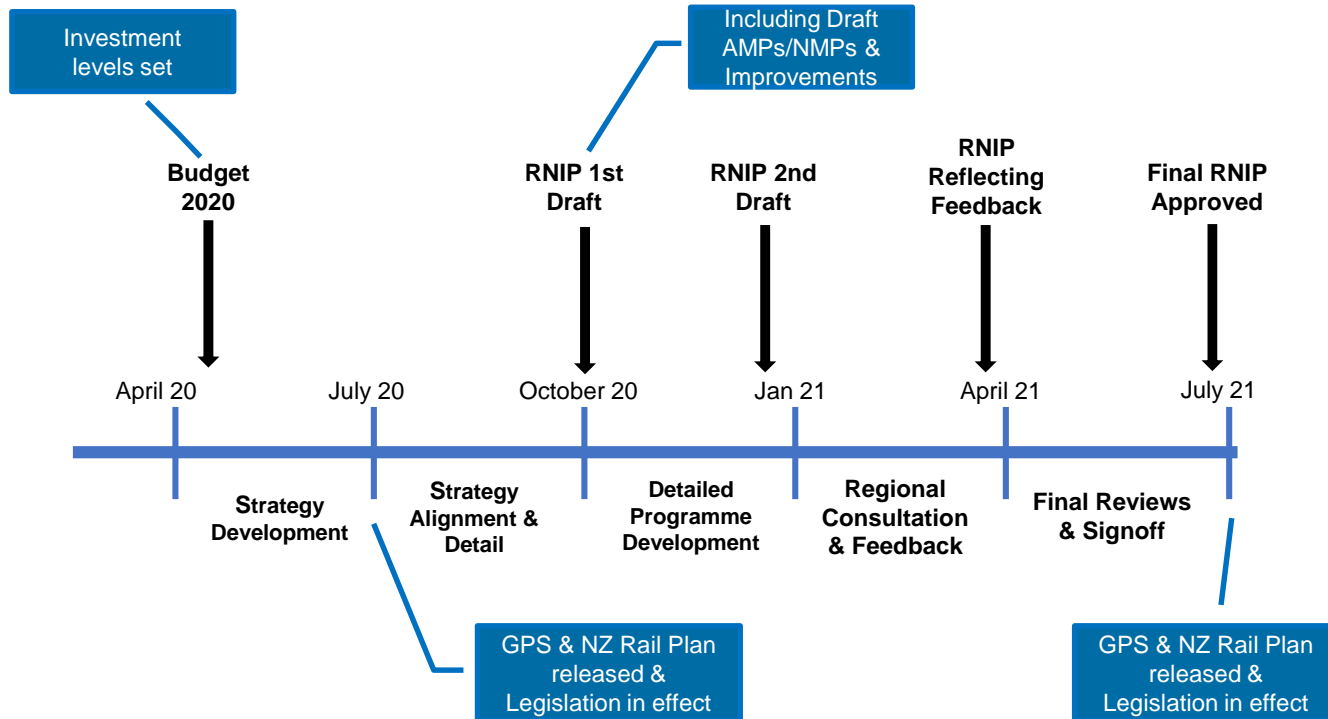 Investment
levels set
Including Draft
AMPs/NMPs &
Improvements
Budget
2020
RNIP 1st
Draft
RNIP 2nd
Draft
RNIP
Reflecting
Feedback
Final RNIP
Approved
April 20
July 20
October 20
Jan 21
April 21
July 21
Strategy
Development
Strategy
Alignment &
Detail
Detailed
Programme
Development
Regional
Consultation
& Feedback
Final Reviews
& Signoff
GPS & NZ Rail Plan
released &
Legislation in effect
GPS & NZ Rail Plan
released &
Legislation in effect